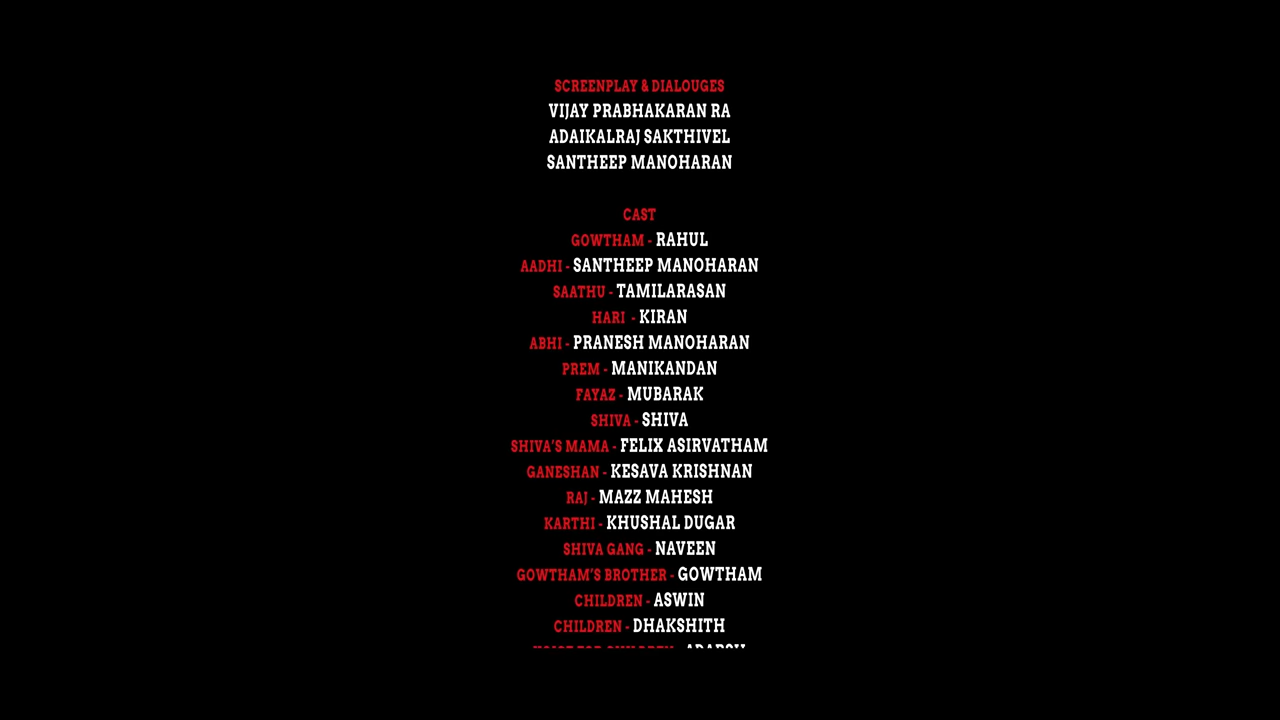 SCREENPLAY & DIALOUGES
VIJAY PRABHAKARAN RA
ADAIKALRAJ SAKTHIVEL
SANTHEEP MANOHARAN
CAST
GOWTHAM - RAHUL
AADHI - SANTHEEP MANOHARAN
SAATHU - TAMILARASAN
HARI - KIRAN
ABHI - PRANESH MANOHARAN
PREM - MANIKANDAN
FAYAZ - MUBARAK
SHIVA - SHIVA
SHIVA'S MAMA - FELIX ASIRVATHAM
GANESHAN - KESAVA KRISHNAN
RAJ - MAZZ MAHESH
KARTHI - KHUSHAL DUGAR
SHIVA GANG - NAVEEN
GOWTHAM'S BROTHER - GOWTHAM
CHILDREN - ASWIN
CHILDREN - DHAKSHITH